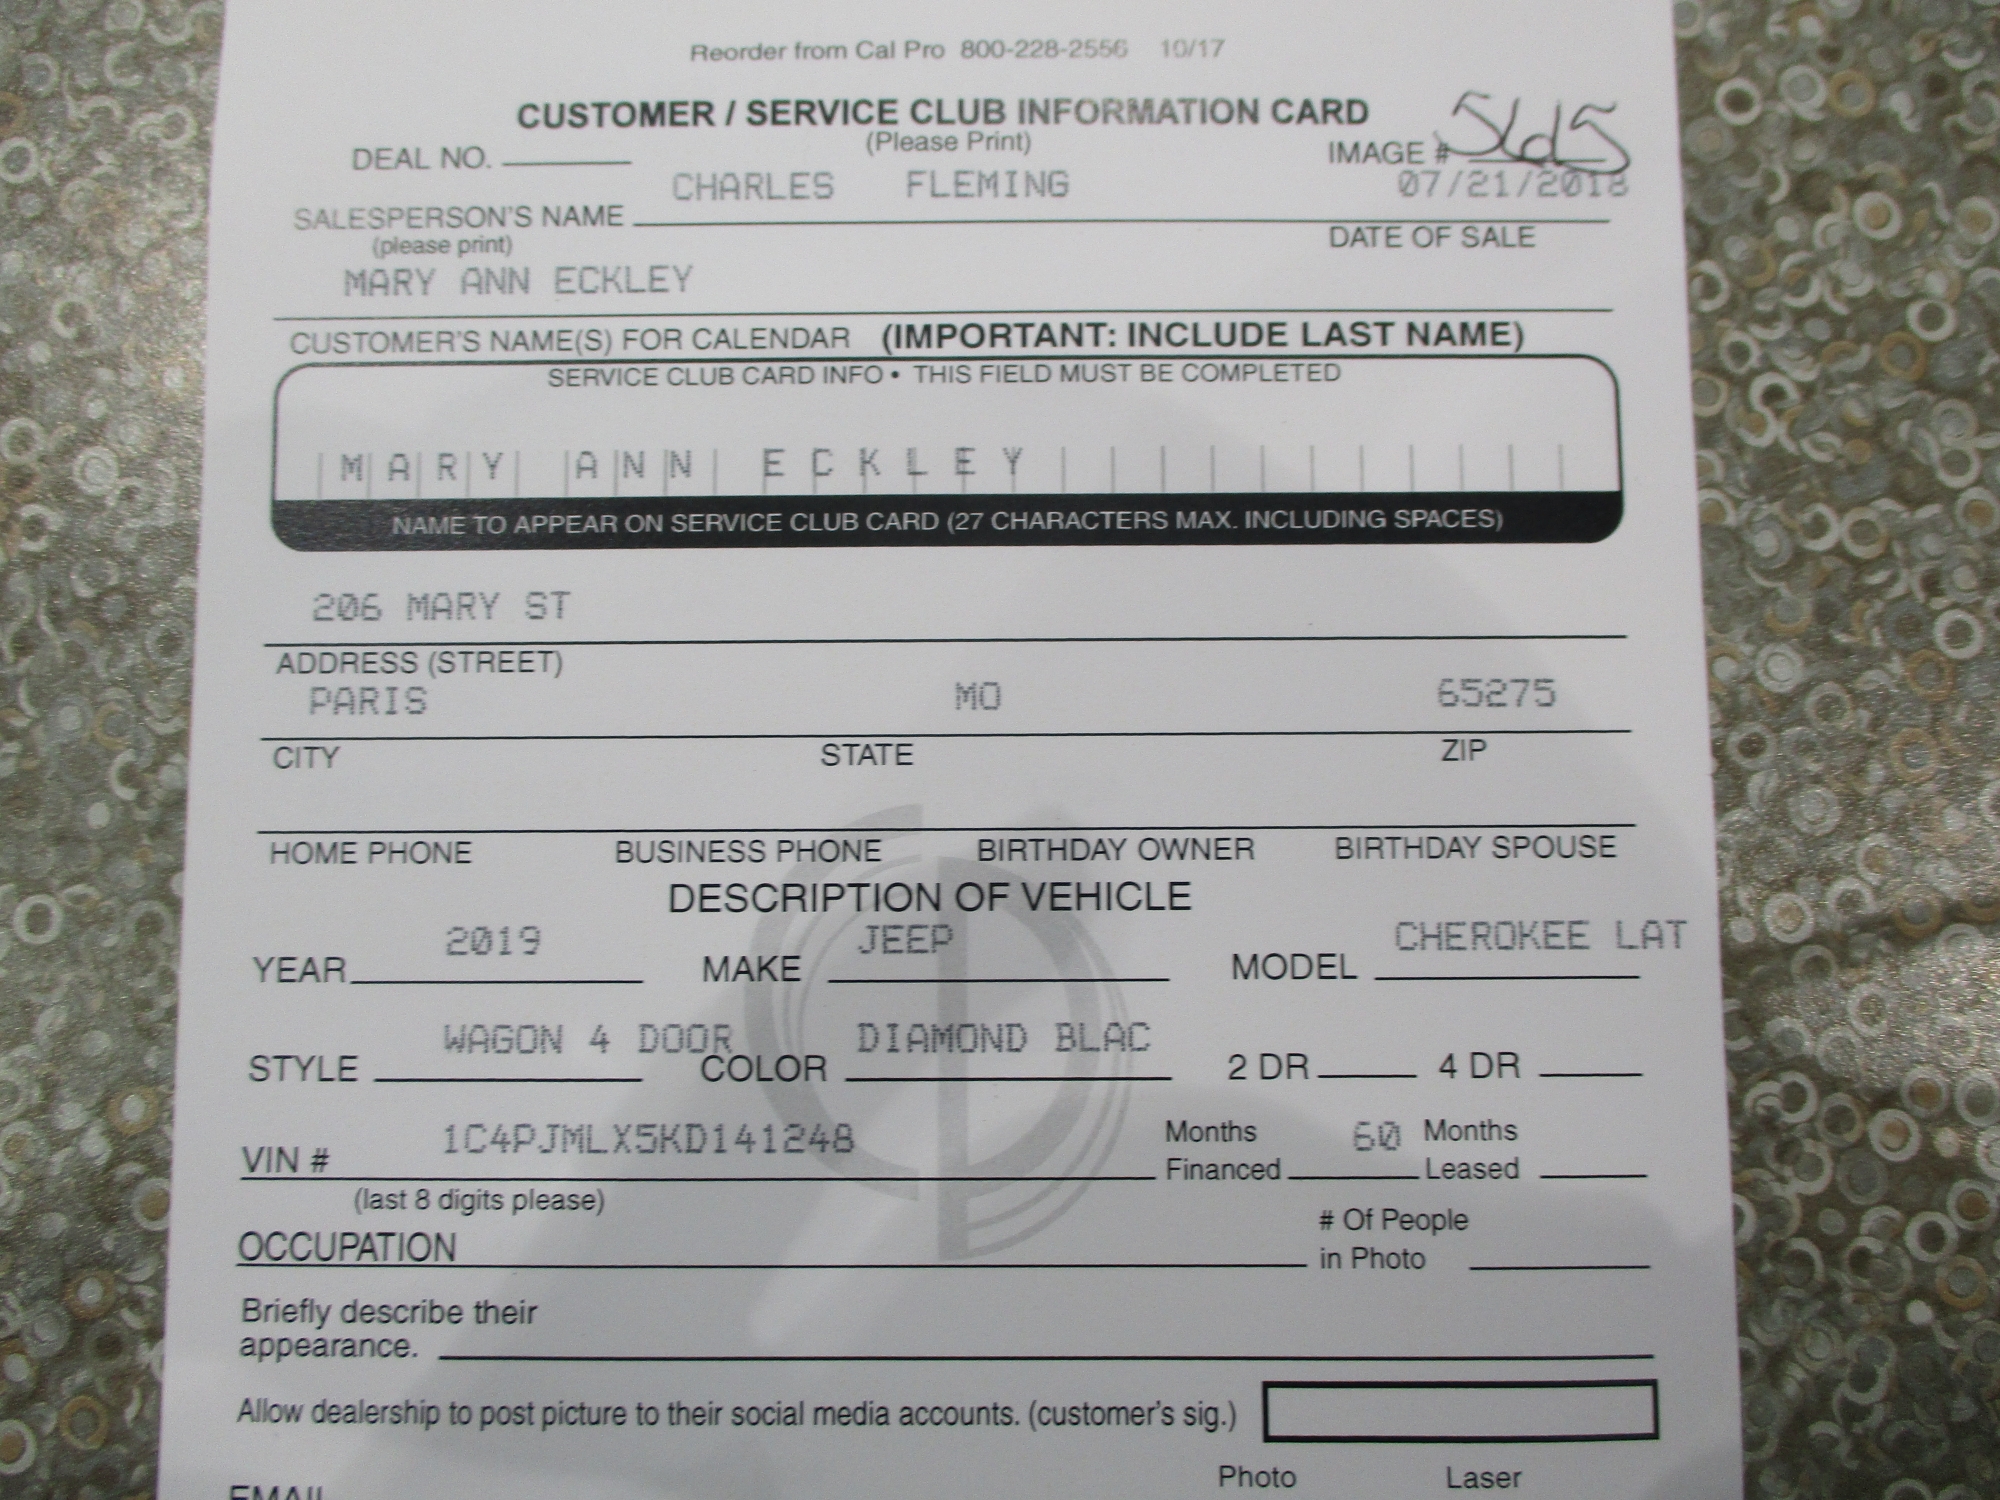 Reorder from Cal Pro 800-228-2556 10/17
CUSTOMER / SERVICE CLUB INFORMATION CARD
(Please Print)
DEAL NO. IMAGE #
CHARLES FLEMING 07/21/2018
SALESPERSON'S NAME DATE OF SALE
(please print)
MARY ANN ECKLEY
CUSTOMER'S NAME(S) FOR CALENDAR (IMPORTANT: INCLUDE LAST NAME)
SERVICE CLUB CARD INFO • THIS FIELD MUST BE COMPLETED
MARY ANN ECKLEY
NAME TO APPEAR ON SERVICE CLUB CARD (27 CHARACTERS MAX. INCLUDING SPACES)
206 MARY ST
ADDRESS (STREET)
PARIS MO 65275
CITY STATE ZIP
HOME PHONE BUSINESS PHONE BIRTHDAY OWNER BIRTHDAY SPOUSE
DESCRIPTION OF VEHICLE
2019 JEEP CHEROKEE LAT
YEAR MAKE MODEL
WAGON 4 DOOR DIAMOND BLAC
STYLE COLOR 2 DR 4 DR
1C4PJMLX5KD141248 Months 60 Months
VIN # Financed Leased
(last 8 digits please)
# Of People
OCCUPATION in Photo
Briefly describe their
appearance.
Allow dealership to post picture to their social media accounts. (customer's sig.)
Photo Laser
EMAIL